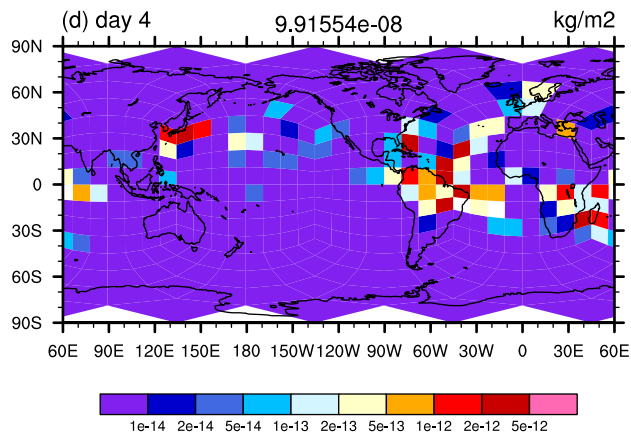 (d) day 4 9.91554e-08 kg/m2
90N
60N
30N
0
30S
60S
90S
60E 90E 120E 150E 180 150W 120W 90W 60W 30W 0 30E 60E
1e-14 2e-14 5e-14 1e-13 2e-13 5e-13 1e-12 2e-12 5e-12